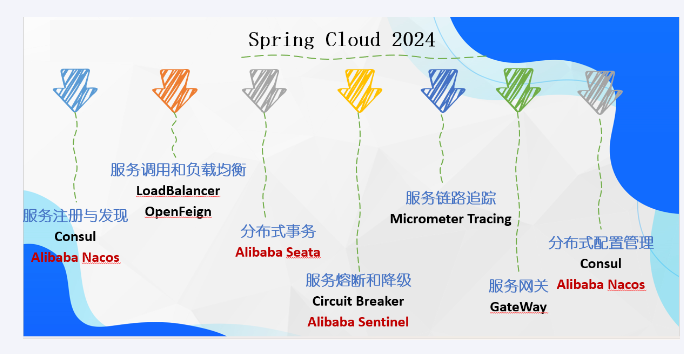 Spring Cloud 2024
服务注册与发现
Consul
Alibaba Nacos
服务调用和负载均衡
LoadBalancer
OpenFeign
分布式事务
Alibaba Seata
服务熔断和降级
Circuit Breaker
Alibaba Sentinel
服务链路追踪
Micrometer Tracing
服务网关
GateWay
分布式配置管理
Consul
Alibaba Nacos